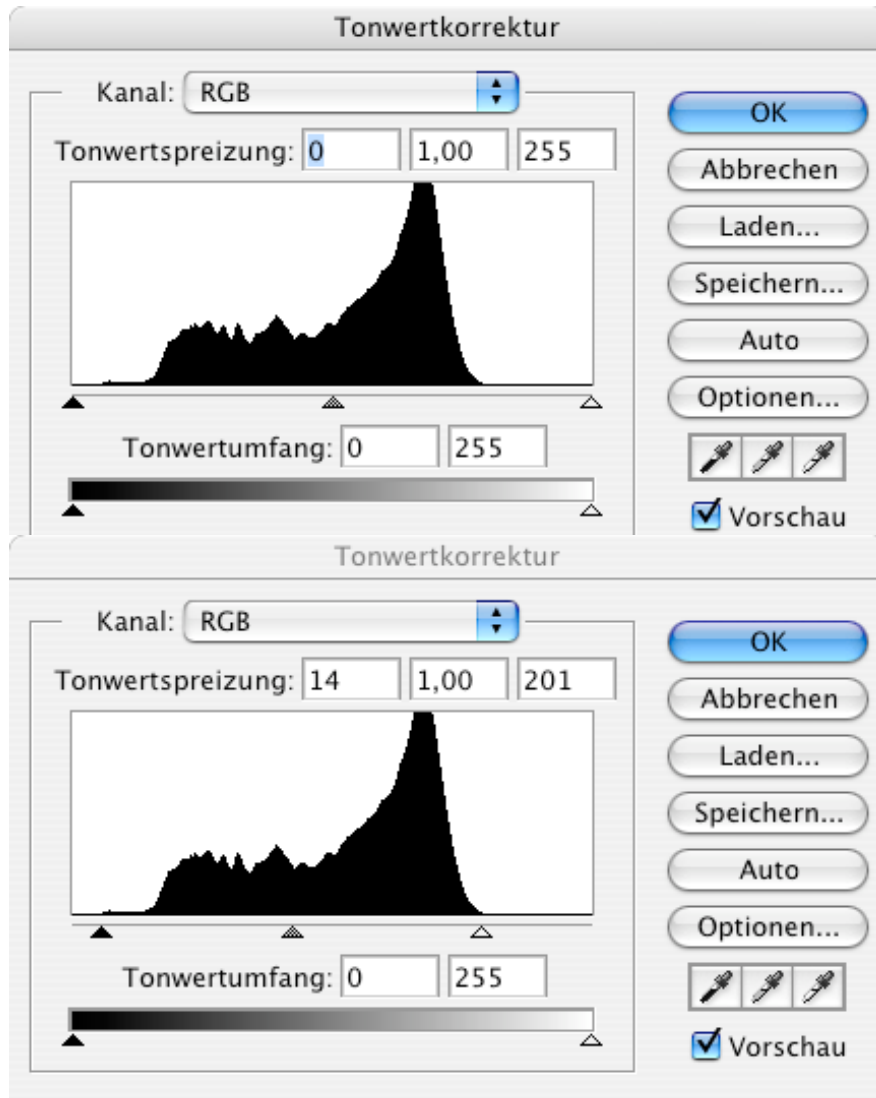 Tonwertkorrektur
Kanal: RGB
OK
Tonwertspreizung: 0 1,00 255
Abbrechen
Laden...
Speichern...
Auto
Optionen...
Tonwertumfang: 0 255
Vorschau
Tonwertkorrektur
Kanal: RGB
OK
Tonwertspreizung: 14 1,00 201
Abbrechen
Laden...
Speichern...
Auto
Optionen...
Tonwertumfang: 0 255
Vorschau